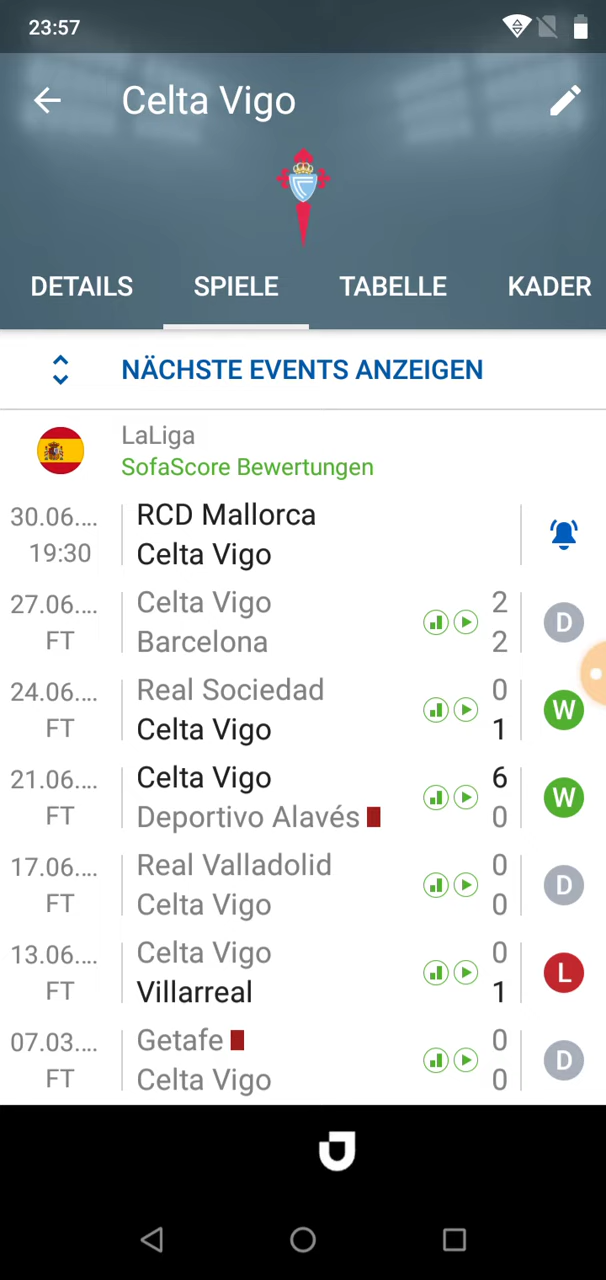 23:57
Celta Vigo
DETAILS SPIELE TABELLE KADER
NÄCHSTE EVENTS ANZEIGEN
LaLiga
SofaScore Bewertungen
30.06.... RCD Mallorca
19:30 Celta Vigo
27.06.... Celta Vigo 2
FT Barcelona 2
D
24.06.... Real Sociedad 0
FT Celta Vigo 1
W
21.06.... Celta Vigo 6
FT Deportivo Alavés 0
W
17.06.... Real Valladolid 0
FT Celta Vigo 0
D
13.06.... Celta Vigo 0
FT Villarreal 1
L
07.03.... Getafe 0
FT Celta Vigo 0
D